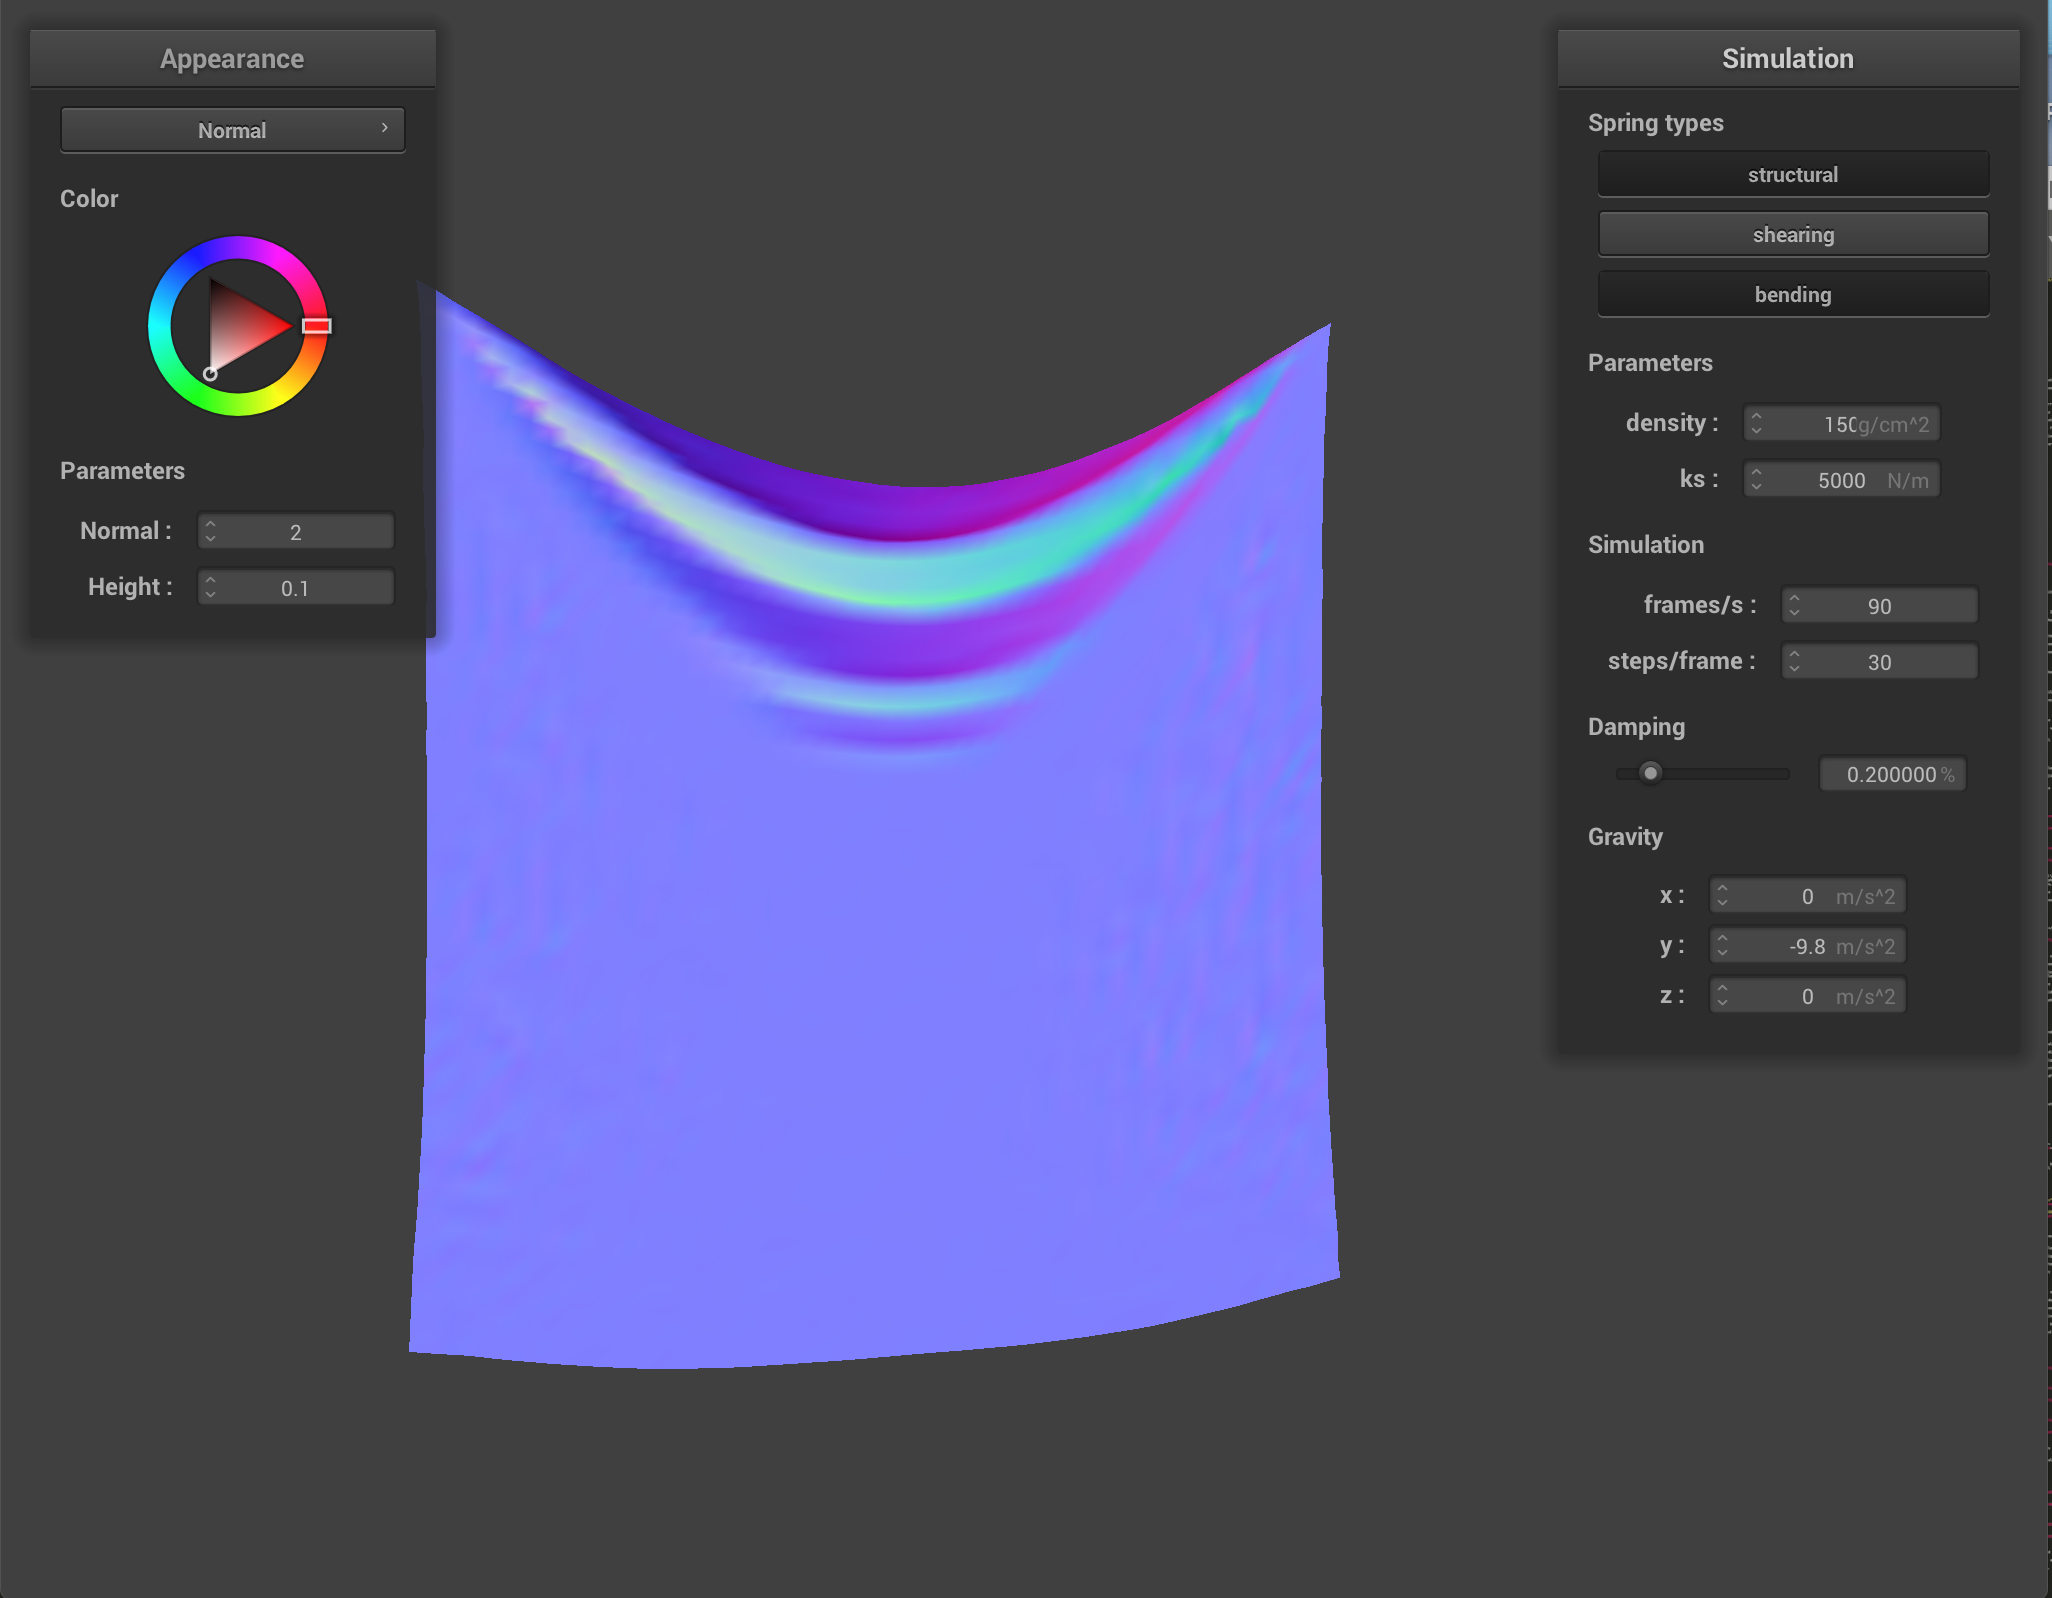 Appearance
Normal
Color
Parameters
Normal : 2
Height : 0.1
Simulation
Spring types
structural
shearing
bending
Parameters
density : 150 g/cm^2
ks : 5000 N/m
Simulation
frames/s : 90
steps/frame : 30
Damping
0.200000 %
Gravity
x : 0 m/s^2
y : -9.8 m/s^2
z : 0 m/s^2